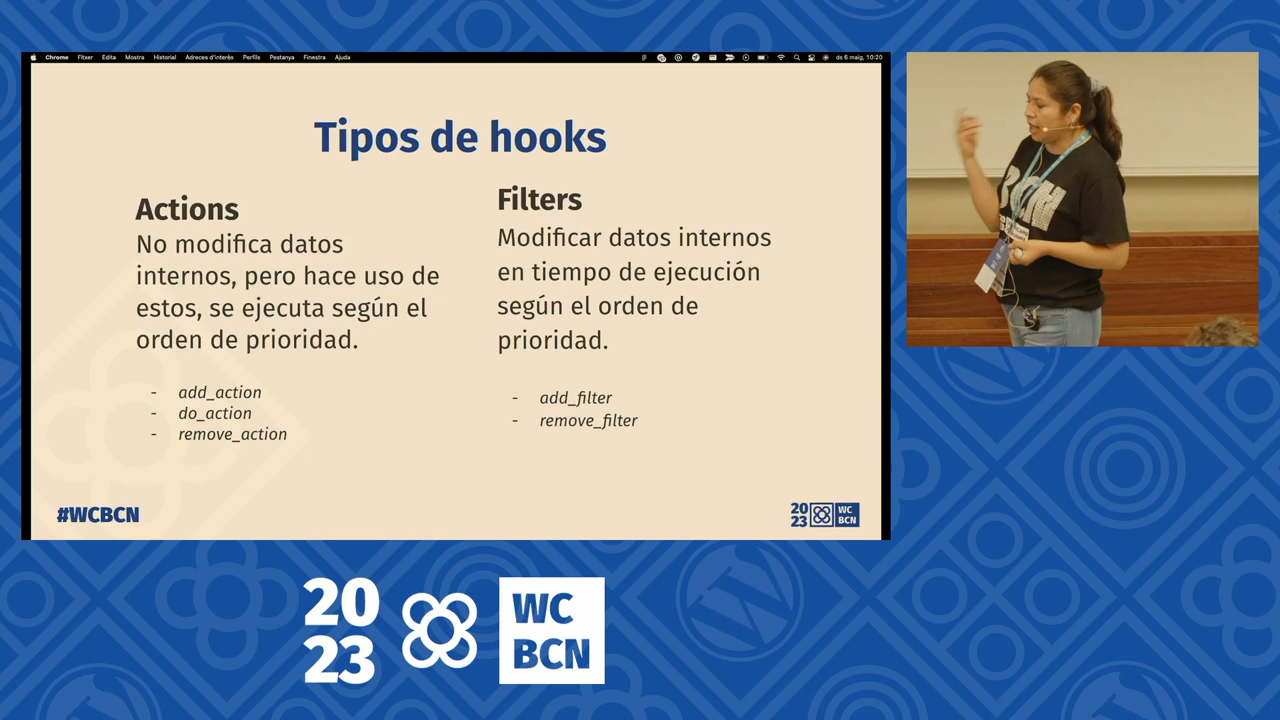 Chrome Fitxer Edita Mostra Historial Adreces d'interès Perfils Pestanya Finestra Ajuda
ds 6 maig, 10:20
Tipos de hooks
Actions
No modifica datos
internos, pero hace uso de
estos, se ejecuta según el
orden de prioridad.
- add_action
- do_action
- remove_action
Filters
Modificar datos internos
en tiempo de ejecución
según el orden de
prioridad.
- add_filter
- remove_filter
#WCBCN
20
23
WC
BCN
BCN
20
23
WC
BCN